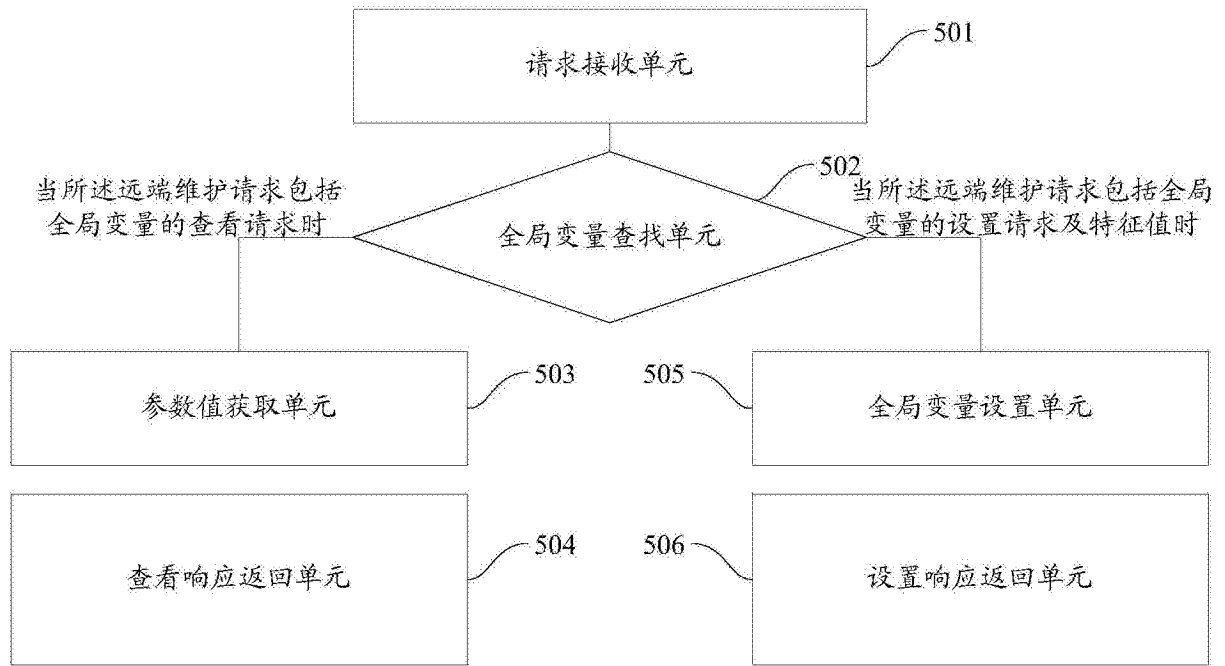 请求接收单元
501
502
当所述远端维护请求包括
全局变量的查看请求时
全局变量查找单元
当所述远端维护请求包括全局
变量的设置请求及特征值时
参数值获取单元
503
505
全局变量设置单元
查看响应返回单元
504
506
设置响应返回单元